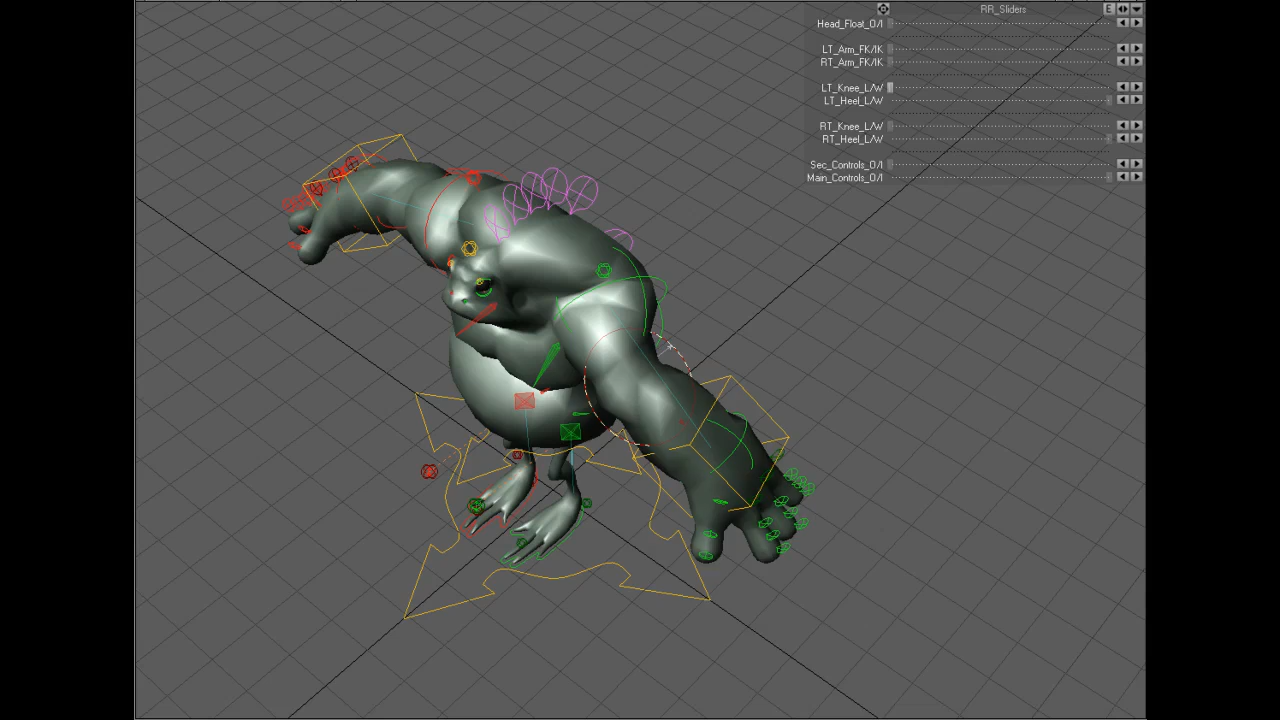 E
RR_Sliders
Head_Float_O/I
LT_Arm_FK/IK
RT_Arm_FK/IK
LT_Knee_L/W
LT_Heel_L/W
RT_Knee_L/W
RT_Heel_L/W
Sec_Controls_O/I
Main_Controls_O/I